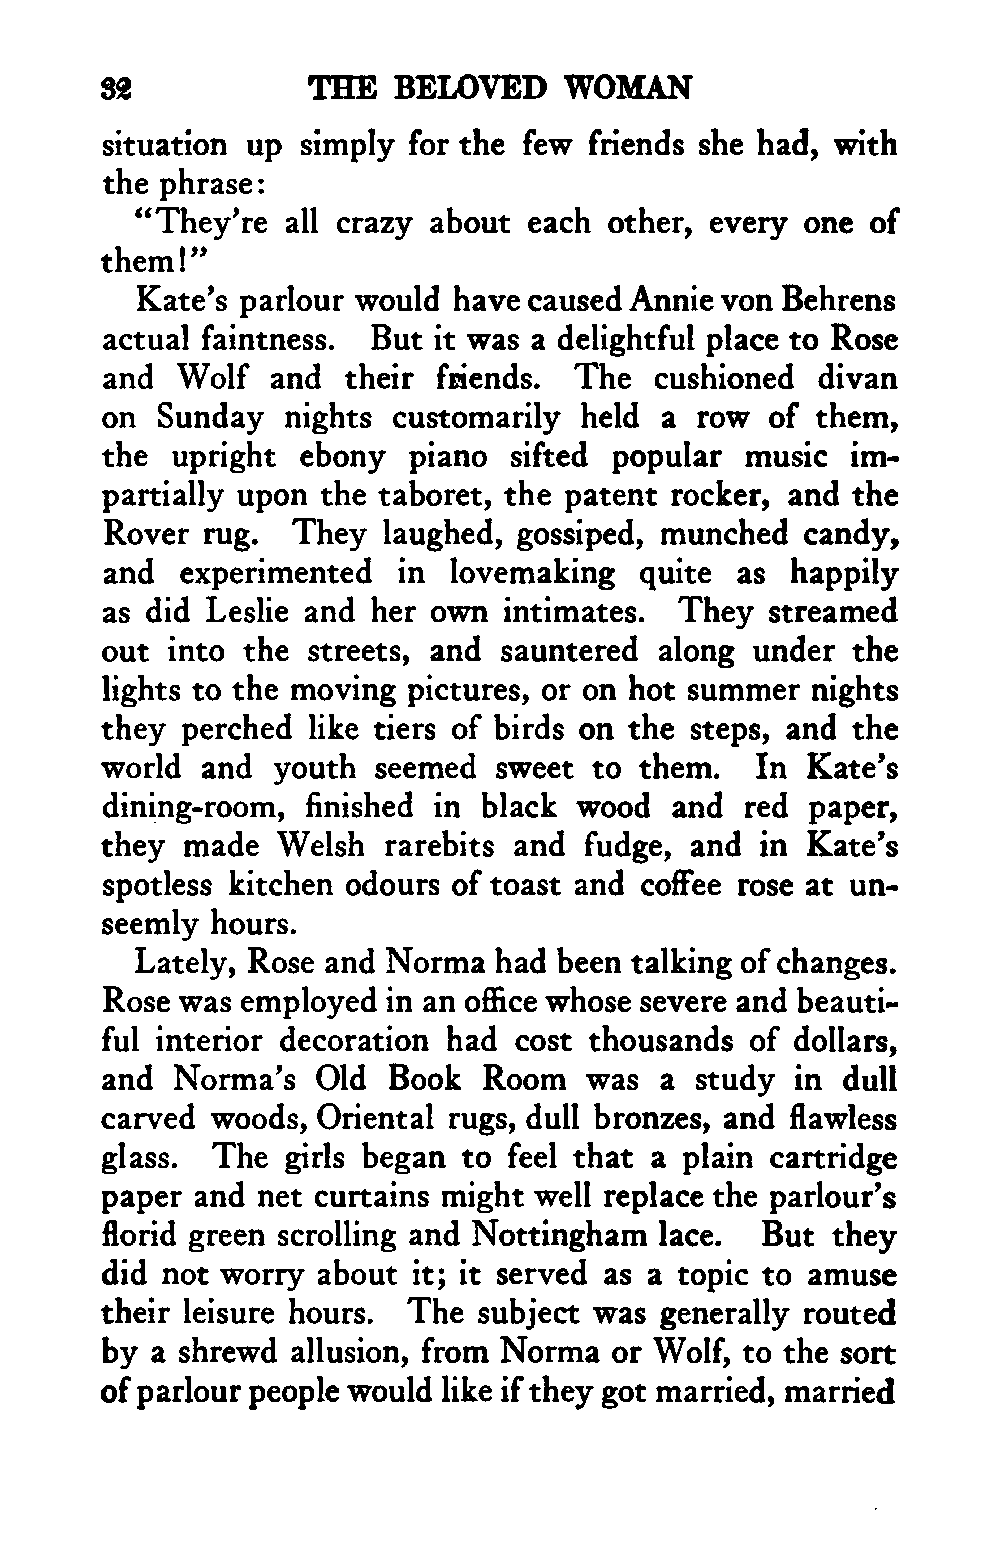 32 THE BELOVED WOMAN
situation up simply for the few friends she had, with
the phrase:
"They're all crazy about each other, every one of
them!"
Kate's parlour would have caused Annie von Behrens
actual faintness. But it was a delightful place to Rose
and Wolf and their friends. The cushioned divan
on Sunday nights customarily held a row of them,
the upright ebony piano sifted popular music im-
partially upon the taboret, the patent rocker, and the
Rover rug. They laughed, gossiped, munched candy,
and experimented in lovemaking quite as happily
as did Leslie and her own intimates. They streamed
out into the streets, and sauntered along under the
lights to the moving pictures, or on hot summer nights
they perched like tiers of birds on the steps, and the
world and youth seemed sweet to them. In Kate's
dining-room, finished in black wood and red paper,
they made Welsh rarebits and fudge, and in Kate's
spotless kitchen odours of toast and coffee rose at un-
seemly hours.
Lately, Rose and Norma had been talking of changes.
Rose was employed in an office whose severe and beauti-
ful interior decoration had cost thousands of dollars,
and Norma's Old Book Room was a study in dull
carved woods, Oriental rugs, dull bronzes, and flawless
glass. The girls began to feel that a plain cartridge
paper and net curtains might well replace the parlour's
florid green scrolling and Nottingham lace. But they
did not worry about it; it served as a topic to amuse
their leisure hours. The subject was generally routed
by a shrewd allusion, from Norma or Wolf, to the sort
of parlour people would like if they got married, married